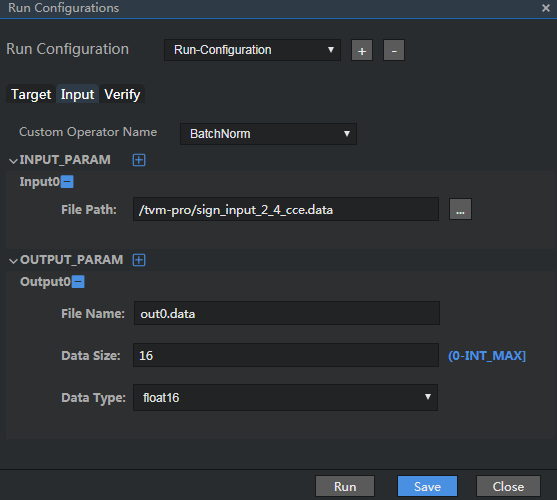 Run Configurations ×
Run Configuration Run-Configuration + -
Target Input Verify
Custom Operator Name BatchNorm
INPUT_PARAM
Input0
File Path: /tvm-pro/sign_input_2_4_cce.data ...
OUTPUT_PARAM
Output0
File Name: out0.data
Data Size: 16 (0-INT_MAX]
Data Type: float16
Run Save Close